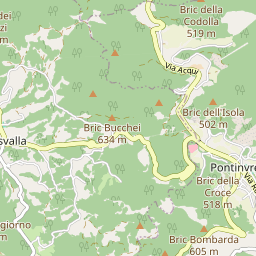 Bric della
Codolla
519 m
Via Acqui
Bric dell'Isola
502 m
Bric Bucchei
634 m
svalla
Pontinvre
Bric della
Croce
518 m
giorno
Bric Bombarda
605 m